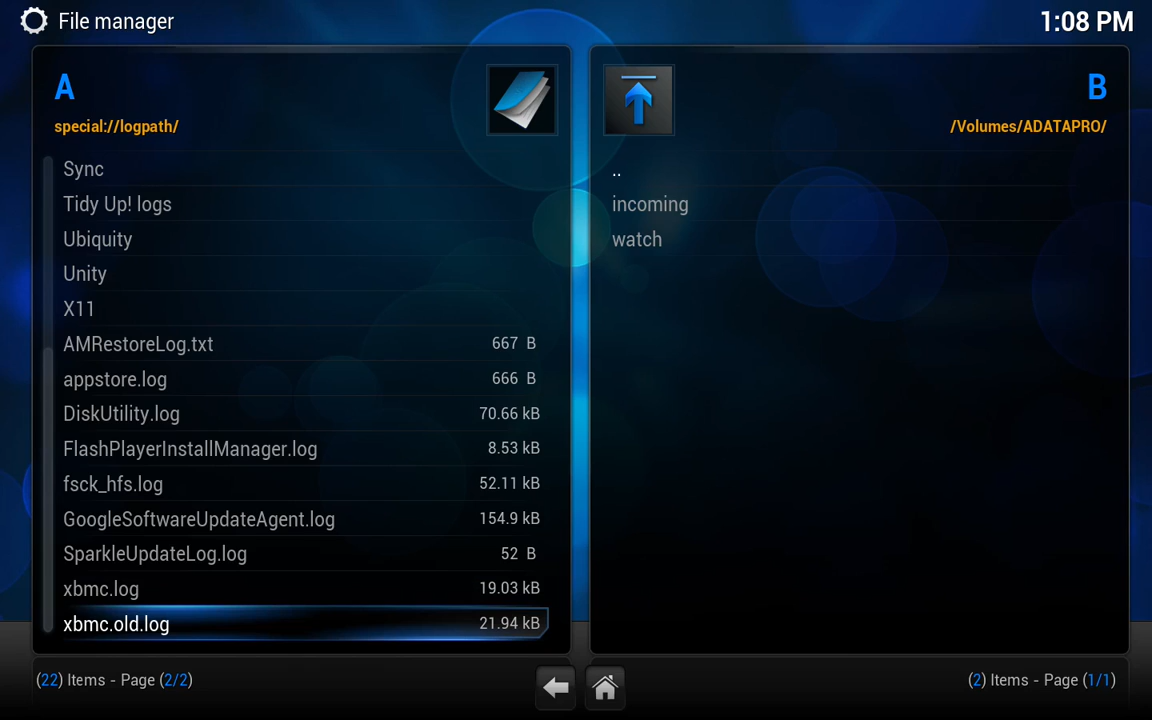 File manager
1:08 PM
A
special://logpath/
Sync
Tidy Up! logs
Ubiquity
Unity
X11
AMRestoreLog.txt 667 B
appstore.log 666 B
DiskUtility.log 70.66 kB
FlashPlayerInstallManager.log 8.53 kB
fsck_hfs.log 52.11 kB
GoogleSoftwareUpdateAgent.log 154.9 kB
SparkleUpdateLog.log 52 B
xbmc.log 19.03 kB
xbmc.old.log 21.94 kB
(22) Items - Page (2/2)
B
/Volumes/ADATAPRO/
..
incoming
watch
(2) Items - Page (1/1)